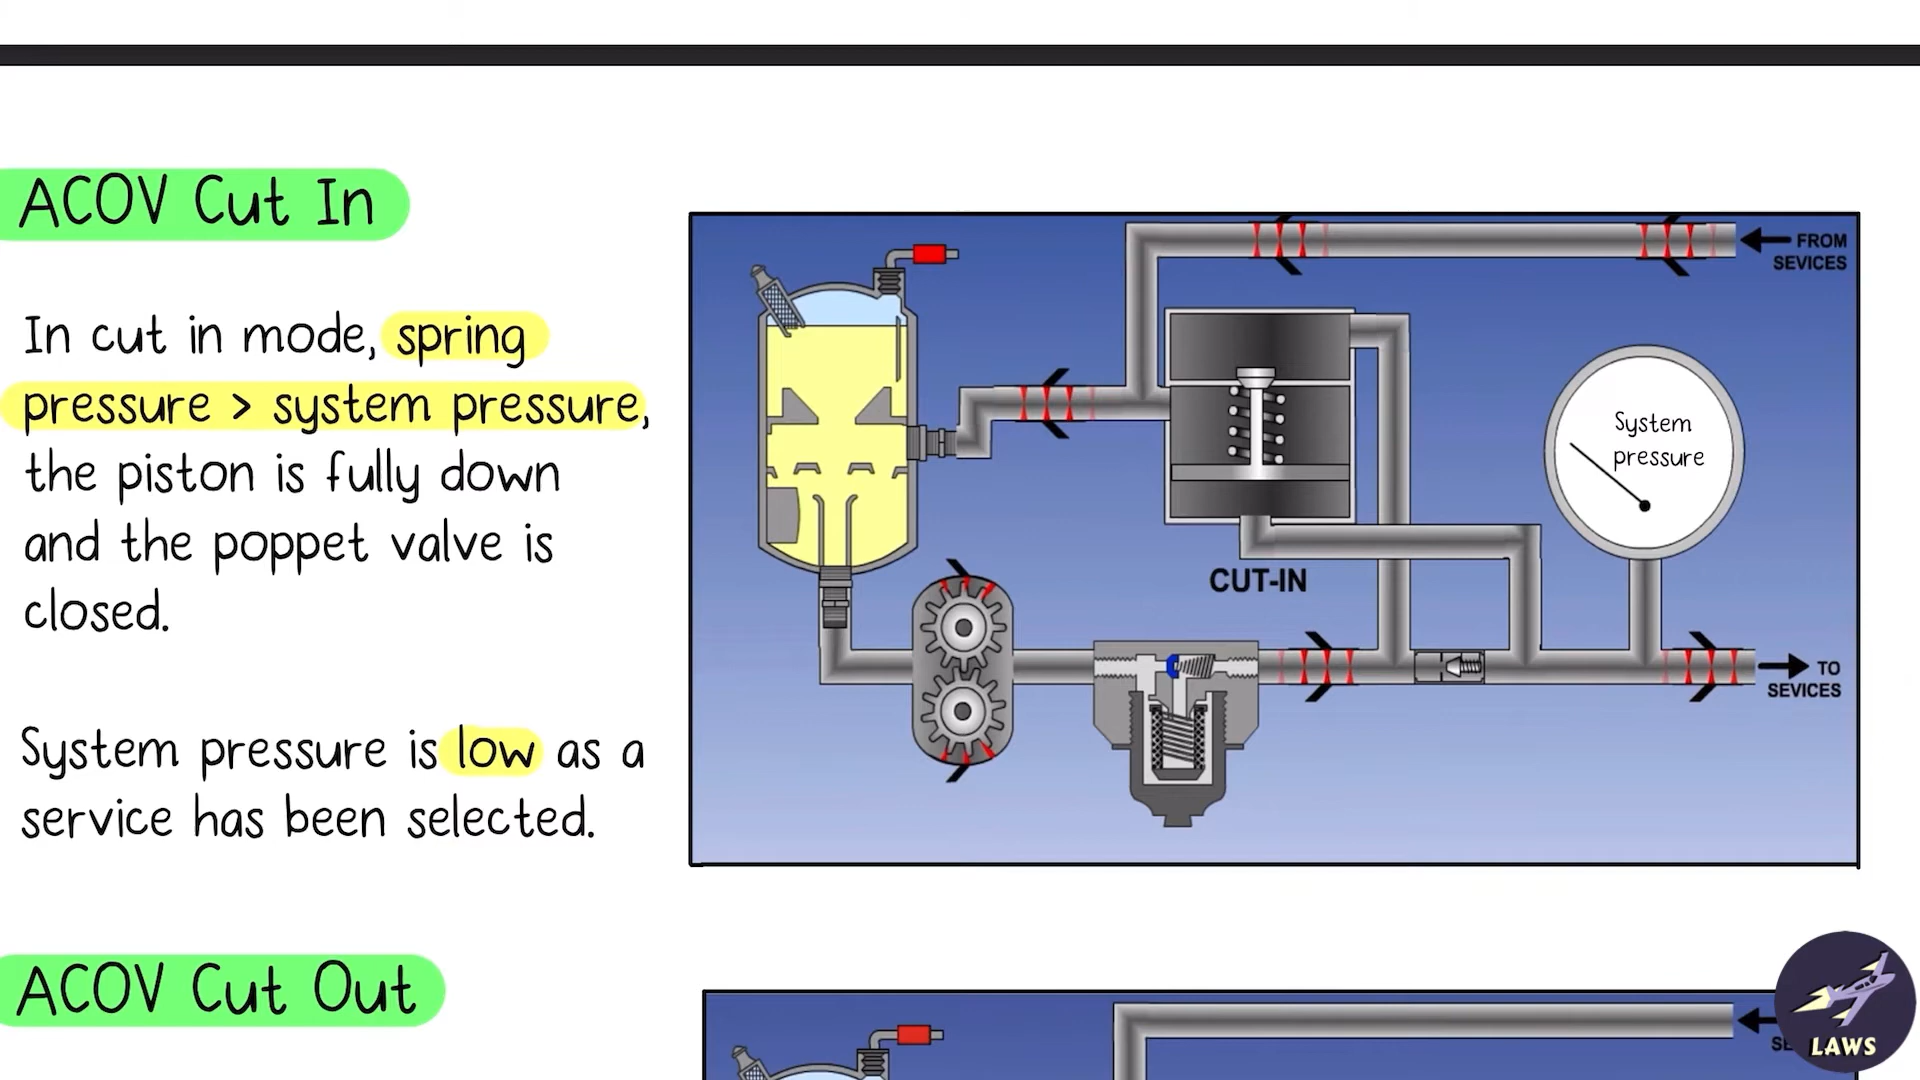 ACOV Cut In
In cut in mode, spring
pressure > system pressure,
the piston is fully down
and the poppet valve is
closed.
System pressure is low as a
service has been selected.
FROM
SEVICES
System
pressure
CUT-IN
TO
SEVICES
ACOV Cut Out
SE
LAWS